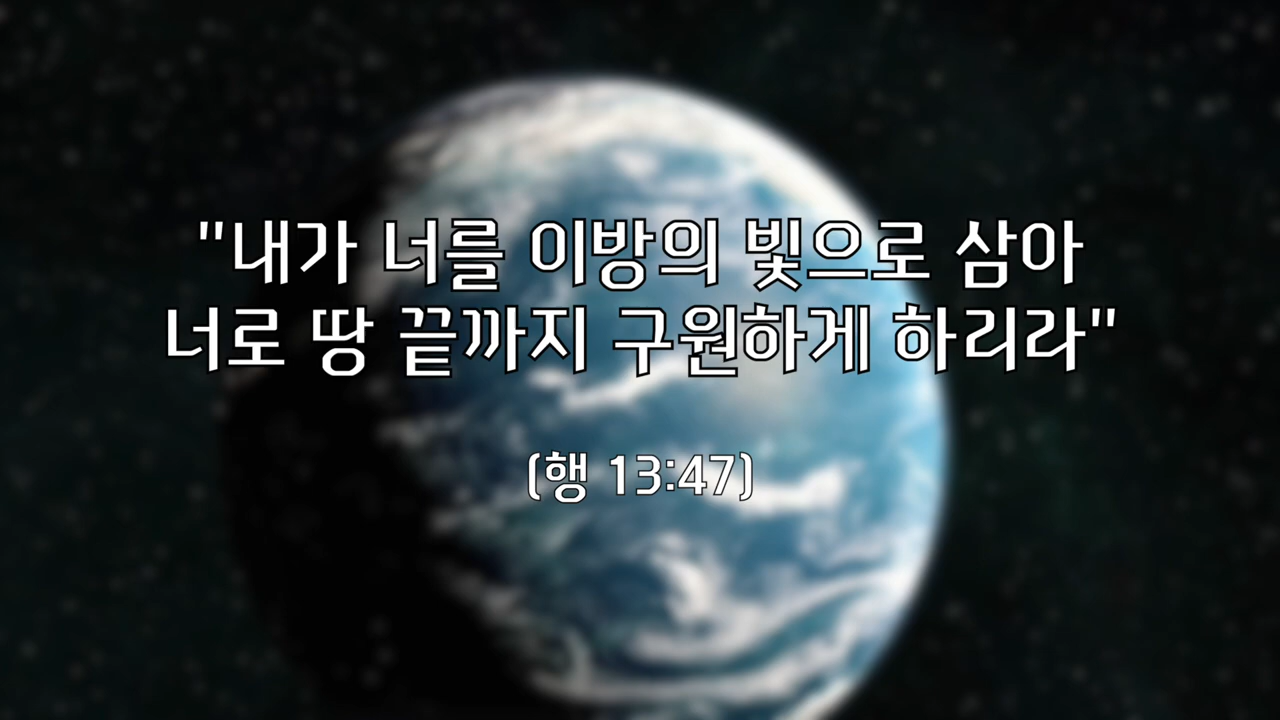 "내가 너를 이방의 빛으로 삼아
너로 땅 끝까지 구원하게 하리라"
(행 13:47)